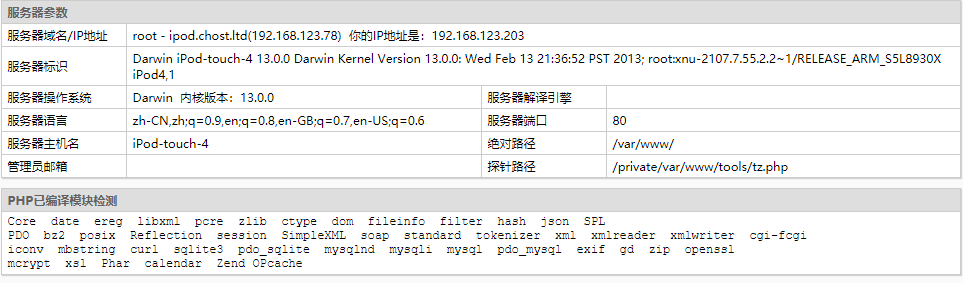 服务器参数
服务器域名/IP地址 root - ipod.chost.ltd(192.168.123.78) 你的IP地址是：192.168.123.203
服务器标识 Darwin iPod-touch-4 13.0.0 Darwin Kernel Version 13.0.0: Wed Feb 13 21:36:52 PST 2013; root:xnu-2107.7.55.2.2~1/RELEASE_ARM_S5L8930X
iPod4,1
服务器操作系统 Darwin 内核版本：13.0.0 服务器解译引擎
服务器语言 zh-CN,zh;q=0.9,en;q=0.8,en-GB;q=0.7,en-US;q=0.6 服务器端口 80
服务器主机名 iPod-touch-4 绝对路径 /var/www/
管理员邮箱 探针路径 /private/var/www/tools/tz.php
PHP已编译模块检测
Core date ereg libxml pcre zlib ctype dom fileinfo filter hash json SPL
PDO bz2 posix Reflection session SimpleXML soap standard tokenizer xml xmlreader xmlwriter cgi-fcgi
iconv mbstring curl sqlite3 pdo_sqlite mysqlnd mysqli mysql pdo_mysql exif gd zip openssl
mcrypt xsl Phar calendar Zend OPcache